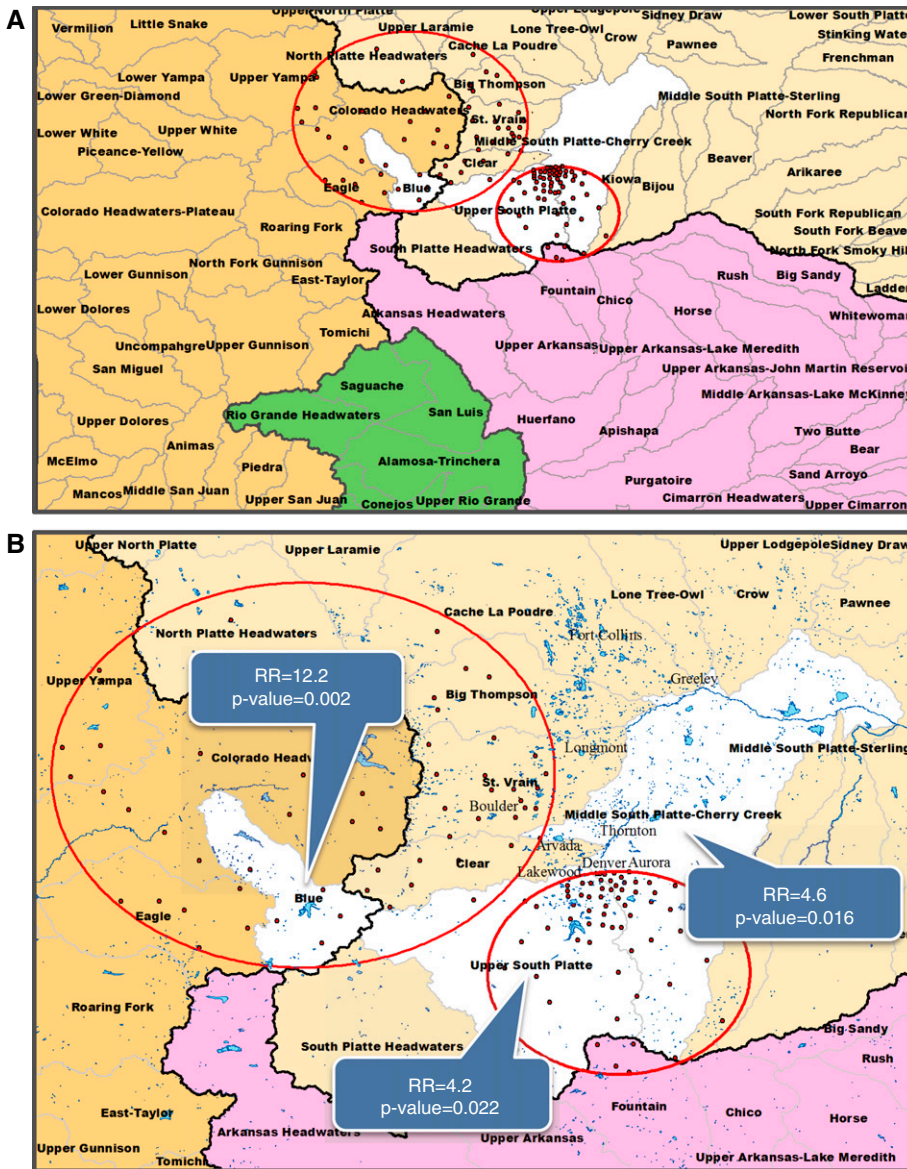 A
Upper North Platte
Upper Laramie
Upper Lodgepole
Sidney Draw
Lower South Platte
Vermilion
Little Snake
Lone Tree-Owl
Crow
Stinking Water
North Platte Headwaters
Cache La Poudre
Pawnee
Frenchman
Lower Yampa
Upper Yampa
Big Thompson
Lower Green-Diamond
Middle South Platte-Sterling
Colorado Headwaters
St. Vrain
North Fork Republican
Lower White
Upper White
Middle South Platte-Cherry Creek
Piceance-Yellow
Clear
Beaver
Eagle
Blue
Kiowa
Bijou
Arikaree
Colorado Headwaters-Plateau
Upper South Platte
South Fork Republican
Roaring Fork
South Fork Beaver
North Fork Gunnison
South Platte Headwaters
North Fork Smoky Hill
Lower Gunnison
East-Taylor
Rush
Big Sandy
Ladder
Lower Dolores
Fountain
Chico
Arkansas Headwaters
Horse
Whitewoman
Tomichi
Uncompahgre
Upper Gunnison
Upper Arkansas
Upper Arkansas-Lake Meredith
San Miguel
Upper Arkansas-John Martin Reservoi
Saguache
Middle Arkansas-Lake McKinney
Rio Grande Headwaters
San Luis
Upper Dolores
Huerfano
Apishapa
Two Butte
Animas
Bear
McElmo
Piedra
Alamosa-Trinchera
Sand Arroyo
Purgatoire
Mancos
Middle San Juan
Upper San Juan
Conejos
Upper Rio Grande
Cimarron Headwaters
Upper Cimarron
B
Upper North Platte
Upper Laramie
Upper Lodgepole
Sidney Draw
Lone Tree-Owl
Crow
Cache La Poudre
Pawnee
North Platte Headwaters
Fort Collins
RR=12.2
p-value=0.002
Upper Yampa
Big Thompson
Greeley
Longmont
Middle South Platte-Sterling
Colorado Headw
St. Vrain
Boulder
Middle South Platte-Cherry Creek
Thornton
Arvada
Clear
Denver
Aurora
Lakewood
RR=4.6
p-value=0.016
Blue
Eagle
Upper South Platte
Roaring Fork
South Platte Headwaters
Big Sandy
RR=4.2
p-value=0.022
Rush
East-Taylor
Fountain
Chico
Horse
Arkansas Headwaters
Upper Arkansas
Upper Gunnison
Tomichi
Upper Arkansas-Lake Meredith